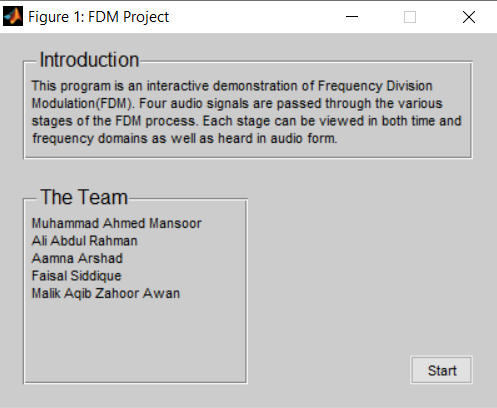 Figure 1: FDM Project
Introduction
This program is an interactive demonstration of Frequency Division
Modulation(FDM). Four audio signals are passed through the various
stages of the FDM process. Each stage can be viewed in both time and
frequency domains as well as heard in audio form.
The Team
Muhammad Ahmed Mansoor
Ali Abdul Rahman
Aamna Arshad
Faisal Siddique
Malik Aqib Zahoor Awan
Start